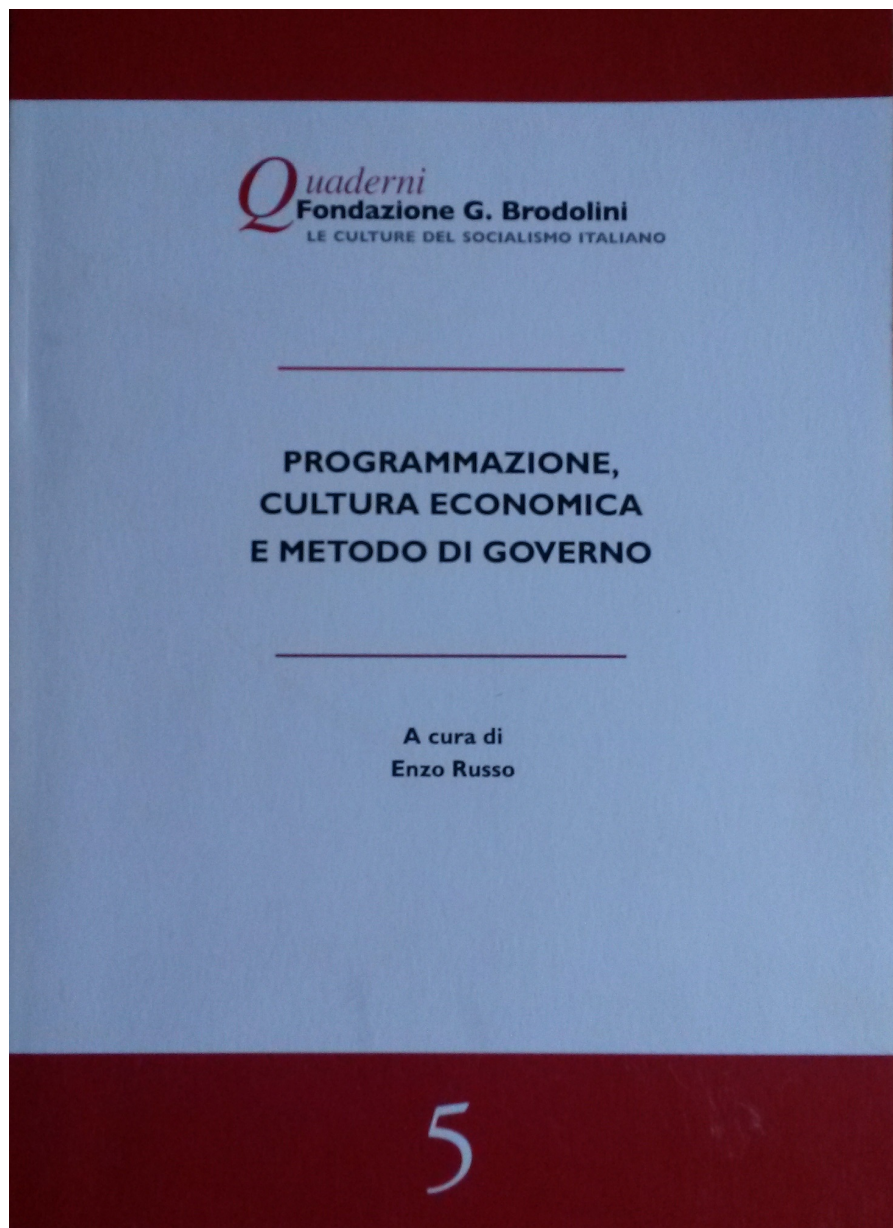 Quaderni
Fondazione G. Brodolini
LE CULTURE DEL SOCIALISMO ITALIANO
PROGRAMMAZIONE,
CULTURA ECONOMICA
E METODO DI GOVERNO
A cura di
Enzo Russo
5